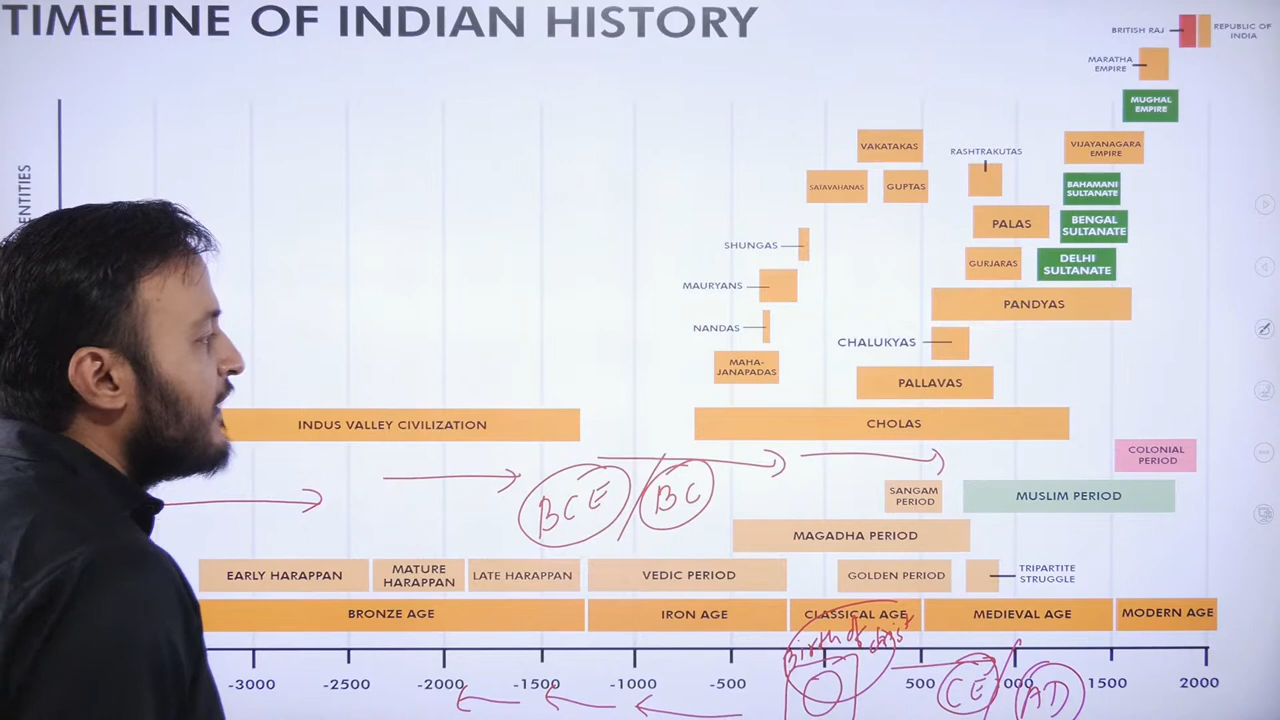 TIMELINE OF INDIAN HISTORY
BRITISH RAJ
REPUBLIC OF
INDIA
MARATHA
EMPIRE
MUGHAL
EMPIRE
ENTITIES
VAKATAKAS
RASHTRAKUTAS
VIJAYANAGARA
EMPIRE
SATAVAHANAS
GUPTAS
BAHAMANI
SULTANATE
PALAS
BENGAL
SULTANATE
SHUNGAS
GURJARAS
DELHI
SULTANATE
MAURYANS
PANDYAS
NANDAS
CHALUKYAS
MAHA-
JANAPADAS
PALLAVAS
INDUS VALLEY CIVILIZATION
CHOLAS
COLONIAL
PERIOD
BCE / BC
SANGAM
PERIOD
MUSLIM PERIOD
MAGADHA PERIOD
EARLY HARAPPAN
MATURE
HARAPPAN
LATE HARAPPAN
VEDIC PERIOD
GOLDEN PERIOD
TRIPARTITE
STRUGGLE
BRONZE AGE
IRON AGE
CLASSICAL AGE
MEDIEVAL AGE
MODERN AGE
Birth of
-3000 -2500 -2000 -1500 -1000 -500 0 500 1000 1500 2000
CE / AD